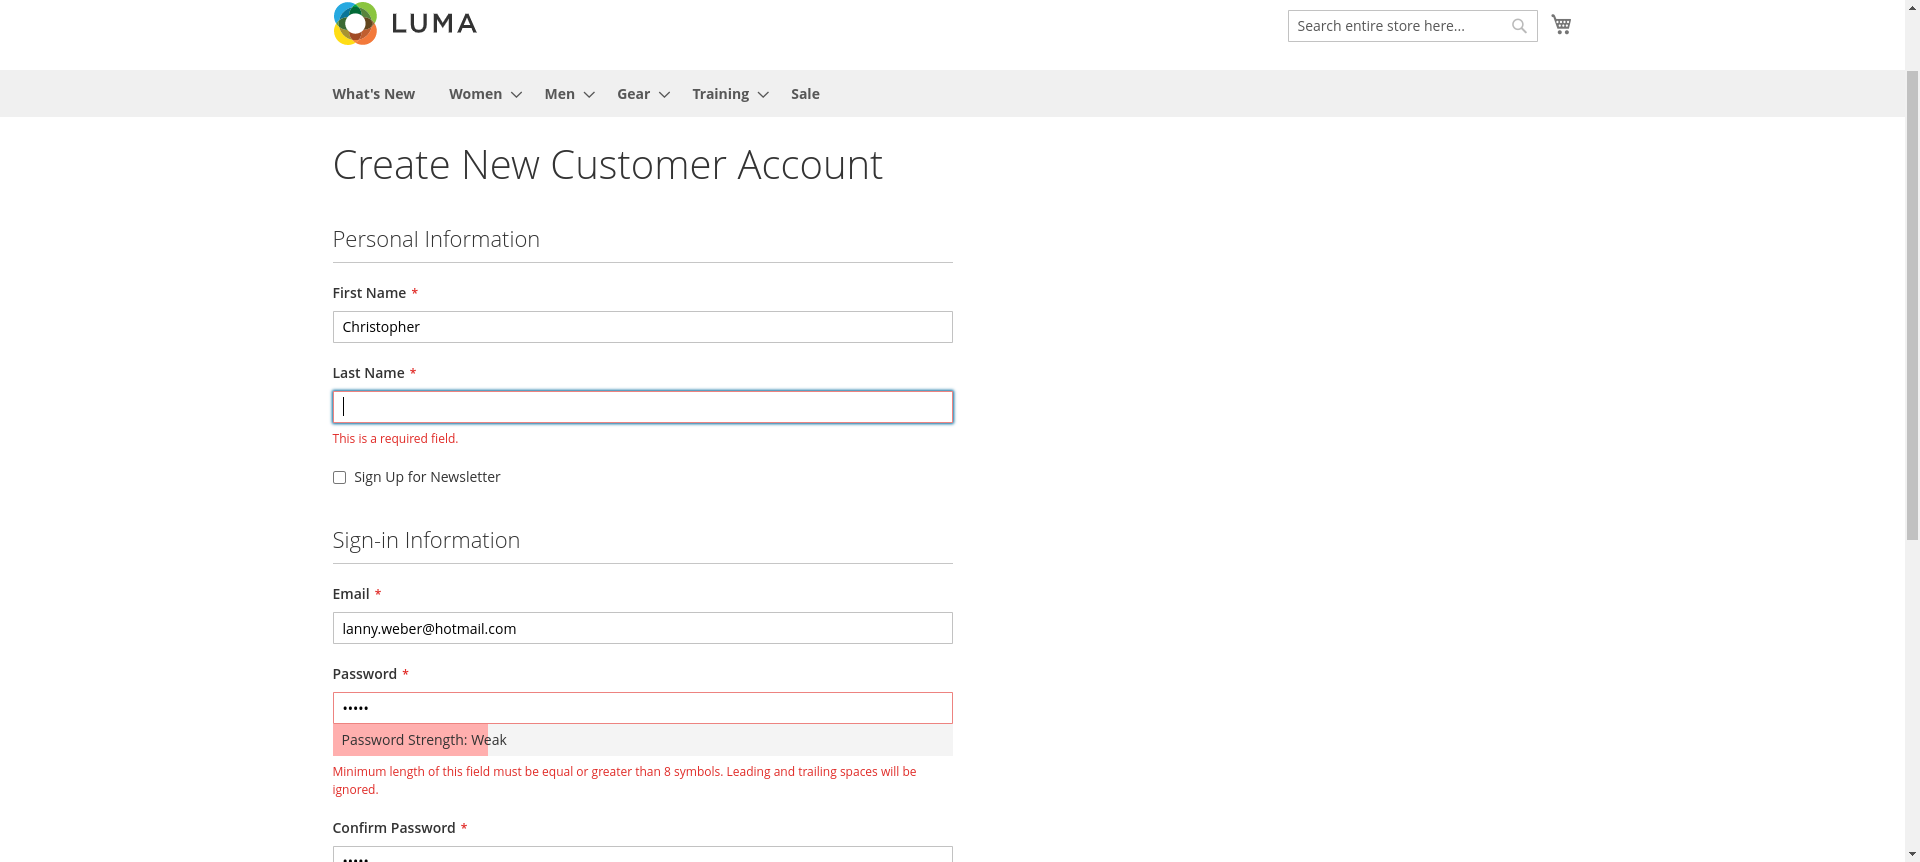 LUMA
Search entire store here...
What's New Women Men Gear Training Sale
Create New Customer Account
Personal Information
First Name *
Christopher
Last Name *
This is a required field.
Sign Up for Newsletter
Sign-in Information
Email *
lanny.weber@hotmail.com
Password *
•••••
Password Strength: Weak
Minimum length of this field must be equal or greater than 8 symbols. Leading and trailing spaces will be
ignored.
Confirm Password *
•••••